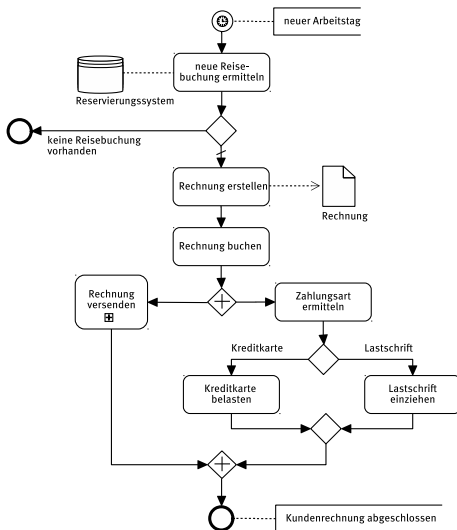 neuer Arbeitstag
neue Reise-
buchung ermitteln
Reservierungssystem
keine Reisebuchung
vorhanden
Rechnung erstellen
Rechnung
Rechnung buchen
Rechnung
versenden
Zahlungsart
ermitteln
Kreditkarte
Lastschrift
Kreditkarte
belasten
Lastschrift
einziehen
Kundenrechnung abgeschlossen